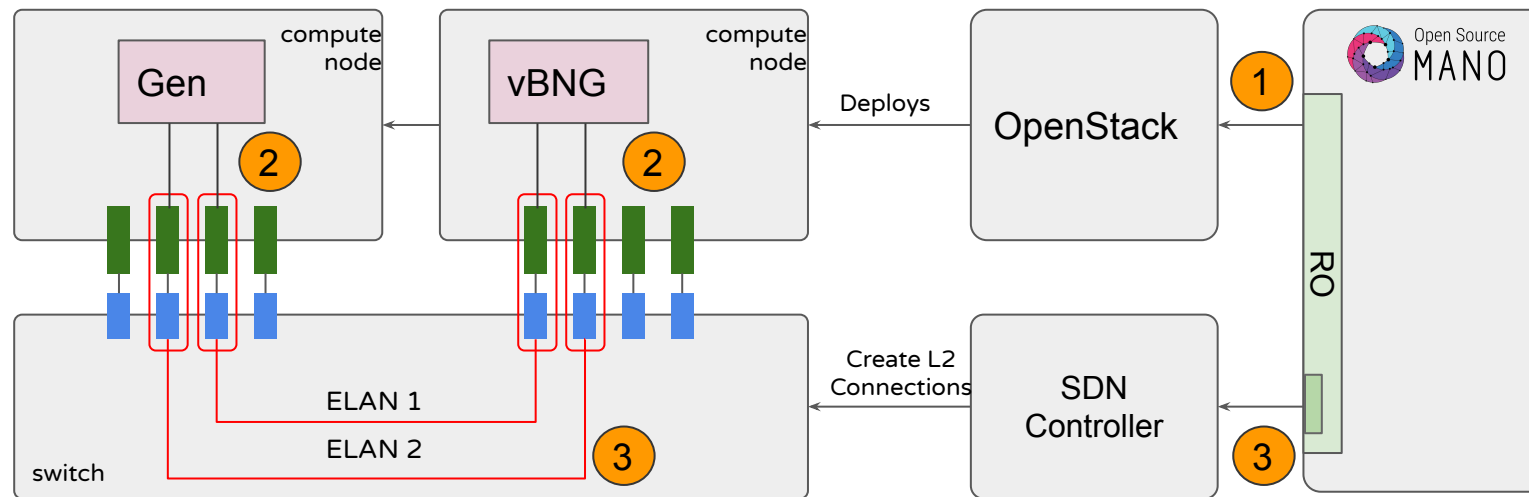 compute
node
Gen
2
compute
node
vBNG
2
Deploys
OpenStack
1
Open Source
MANO
RO
ELAN 1
ELAN 2
3
switch
Create L2
Connections
SDN
Controller
3